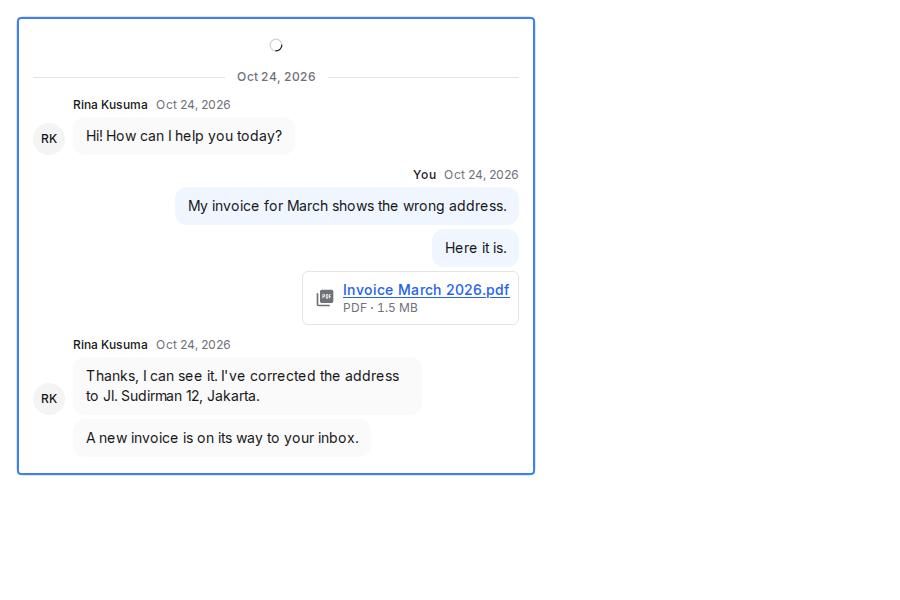 Oct 24, 2026
Rina Kusuma Oct 24, 2026
RK
Hi! How can I help you today?
You Oct 24, 2026
My invoice for March shows the wrong address.
Here it is.
PDF
Invoice March 2026.pdf
PDF · 1.5 MB
Rina Kusuma Oct 24, 2026
RK
Thanks, I can see it. I've corrected the address
to Jl. Sudirman 12, Jakarta.
A new invoice is on its way to your inbox.